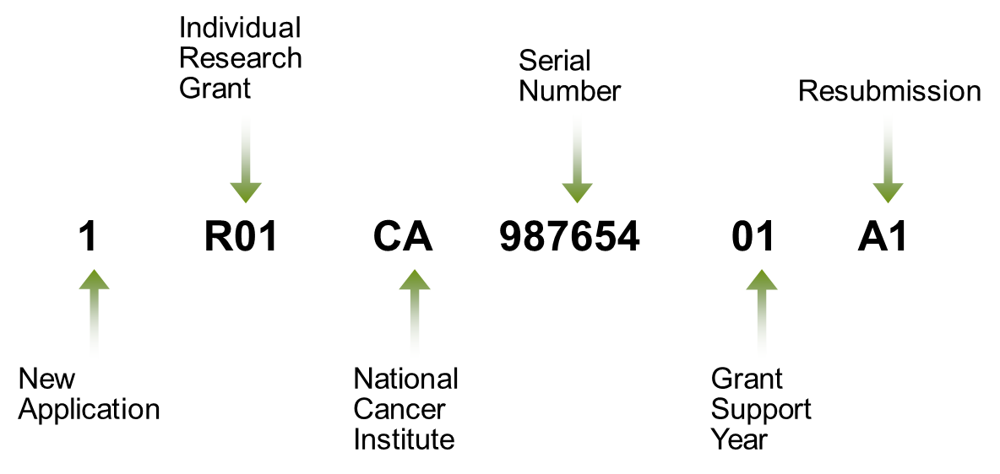 Individual
Research
Grant
Serial
Number
Resubmission
1 R01 CA 987654 01 A1
New
Application
National
Cancer
Institute
Grant
Support
Year